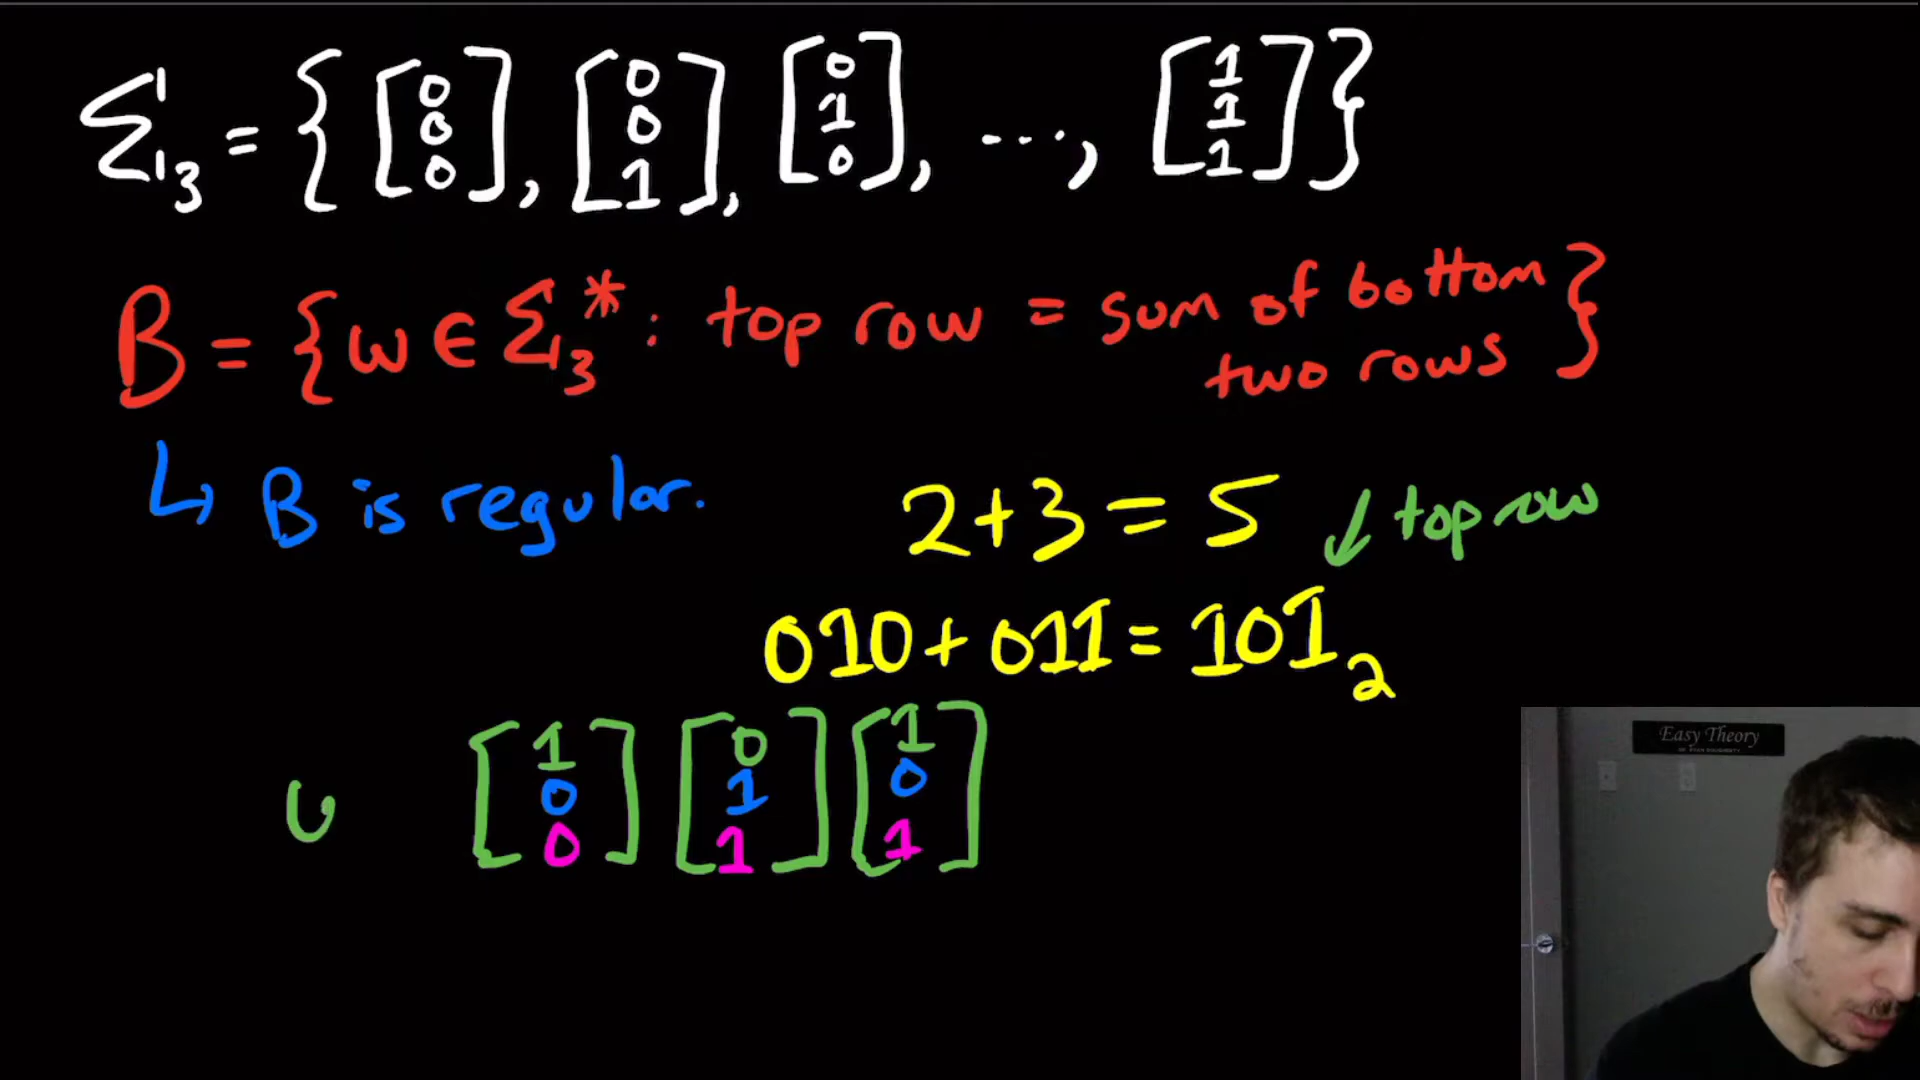 Σ₃ = { [0 0 0], [0 0 1], [0 1 0], ..., [1 1 1] }
B = { w ∈ Σ₃* : top row = sum of bottom
two rows }
↳ B is regular.
2 + 3 = 5 ↙ top row
010 + 011 = 101₂
[1 0 0] [0 1 1] [1 0 1]
Easy Theory